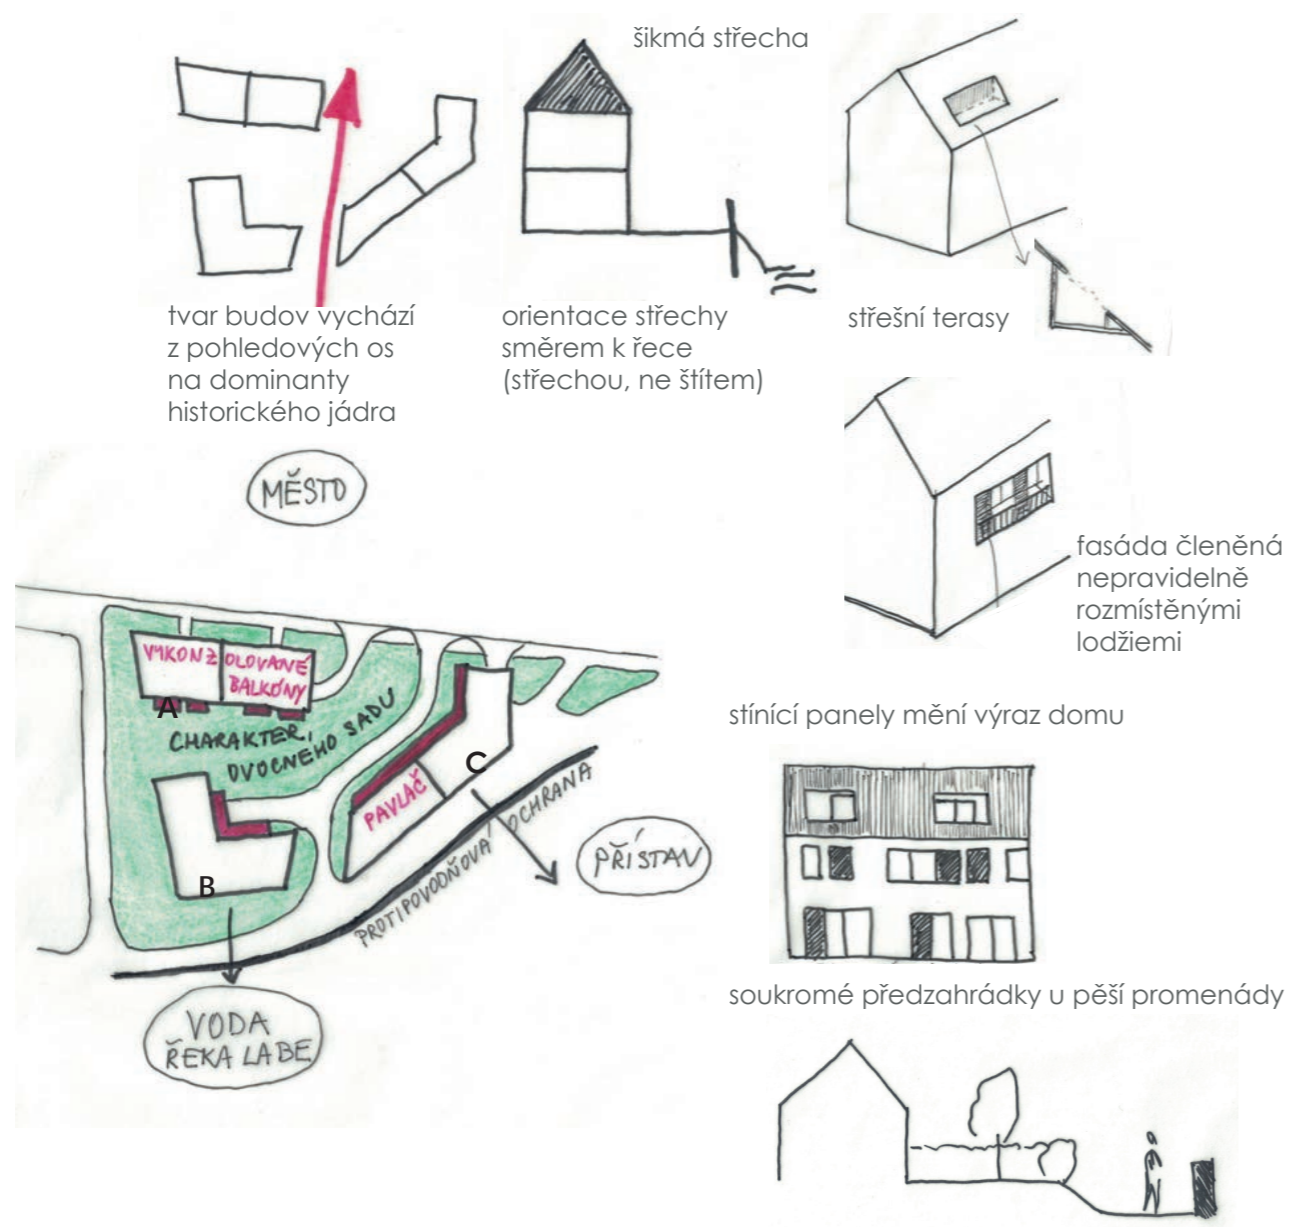 šikmá střecha
tvar budov vychází
z pohledových os
na dominanty
historického jádra
orientace střechy
směrem k řece
(střechou, ne štítem)
střešní terasy
fasáda členěná
nepravidelně
rozmístěnými
lodžiemi
MĚSTO
VYKONZ OLOVANÉ
BALKÓNY
A
CHARAKTER,
OVOCNÉHO SADU
B
PAVLAČ
C
PROTIPOVODŇOVÁ OCHRANA
PŘÍSTAV
VODA
ŘEKA LABE
stínící panely mění výraz domu
soukromé předzahrádky u pěší promenády